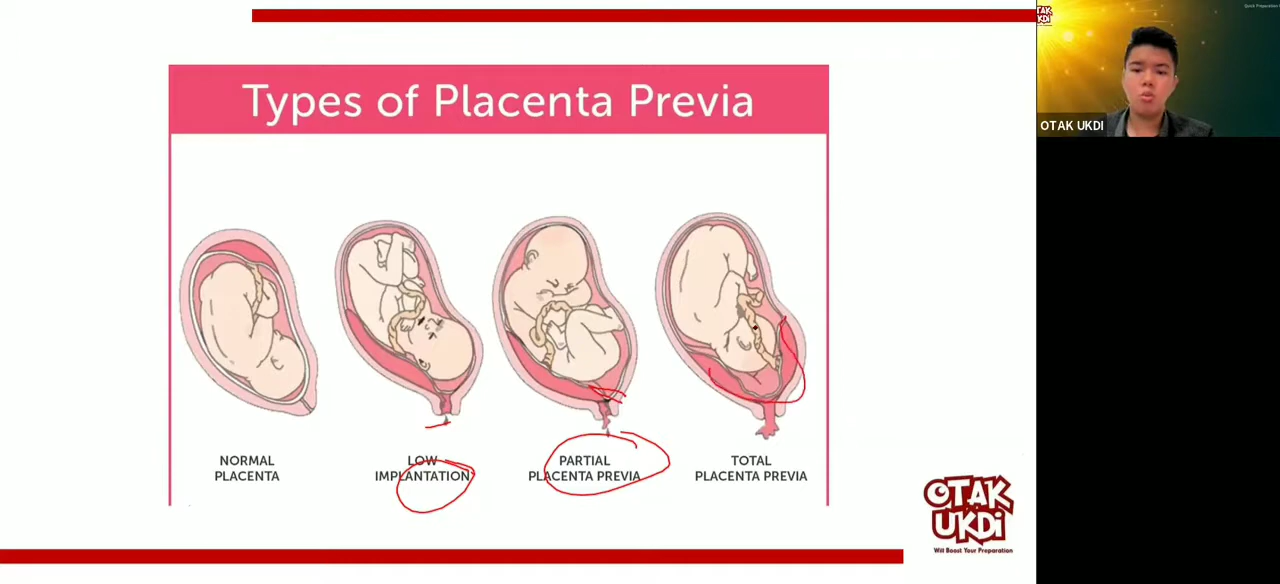 Types of Placenta Previa
NORMAL
PLACENTA
LOW
IMPLANTATION
PARTIAL
PLACENTA PREVIA
TOTAL
PLACENTA PREVIA
OTAK
UKDI
Will Boost Your Preparation
OTAK UKDI